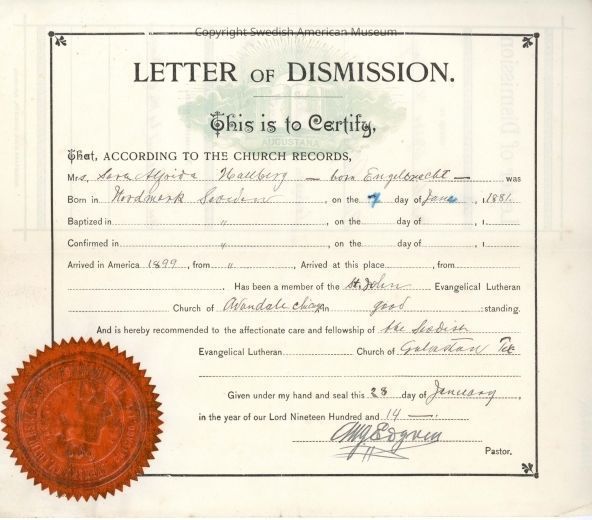 Copyright Swedish American Museum
LETTER OF DISMISSION.
AUGUSTANA
This is to Certify,
That, ACCORDING TO THE CHURCH RECORDS,
Mrs. Sara Alfrida Hallberg — born Engelbrecht — was
Born in Nordmark Sweden, on the 7 day of June, 1881.
Baptized in " , on the day of , 1
Confirmed in " , on the day of , 1
Arrived in America 1899, from " , Arrived at this place , from
. Has been a member of the St. John Evangelical Lutheran
Church of Avondale Chicago in good standing.
And is hereby recommended to the affectionate care and fellowship of the Swedish
Evangelical Lutheran Church of Galveston Tex
Given under my hand and seal this 28 day of January,
in the year of our Lord Nineteen Hundred and 14 —.
Pastor.